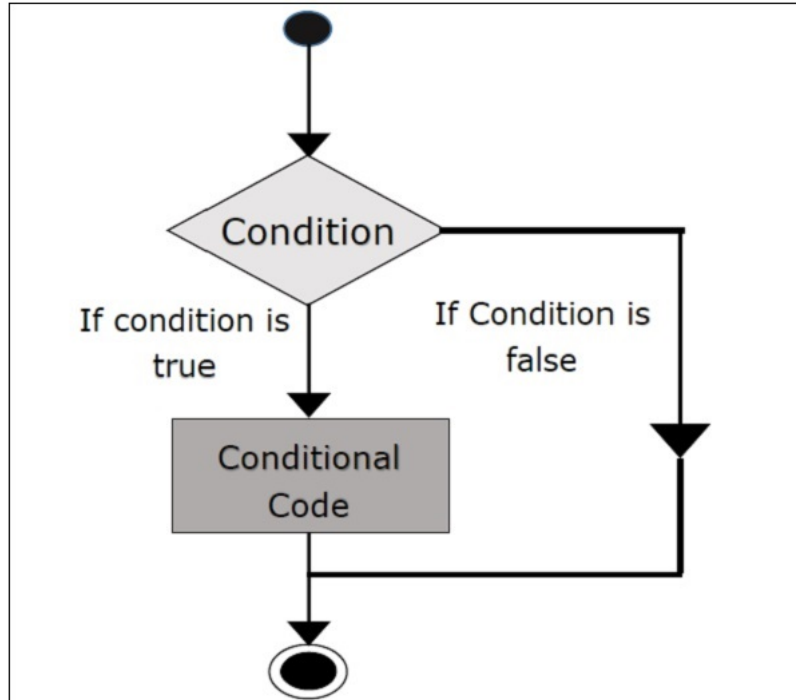 Condition
If condition is
true
If Condition is
false
Conditional
Code